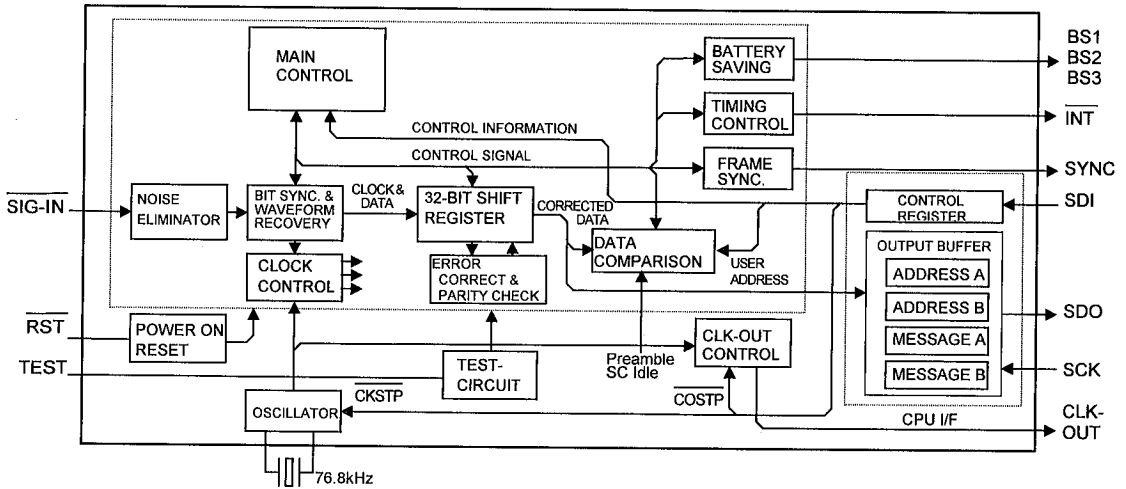 MAIN
CONTROL
BATTERY
SAVING
BS1
BS2
BS3
TIMING
CONTROL
INT
CONTROL INFORMATION
CONTROL SIGNAL
FRAME
SYNC.
SYNC
SIG-IN
NOISE
ELIMINATOR
BIT SYNC. &
WAVEFORM
RECOVERY
CLOCK&
DATA
32-BIT SHIFT
REGISTER
CORRECTED
DATA
CONTROL
REGISTER
SDI
DATA
COMPARISON
USER
ADDRESS
OUTPUT BUFFER
ADDRESS A
ADDRESS B
MESSAGE A
MESSAGE B
CLOCK
CONTROL
ERROR
CORRECT &
PARITY CHECK
SDO
RST
POWER ON
RESET
TEST
TEST-
CIRCUIT
Preamble
SC Idle
CLK-OUT
CONTROL
SCK
CKSTP
COSTP
OSCILLATOR
CPU I/F
CLK-
OUT
76.8kHz